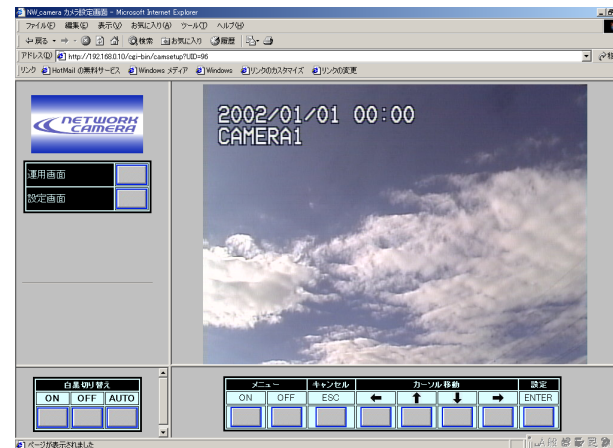 NW_camera カメラ設定画面 - Microsoft Internet Explorer
ファイル(F) 編集(E) 表示(V) お気に入り(A) ツール(T) ヘルプ(H)
戻る 検索 お気に入り 履歴
アドレス(D) http://192.168.0.10/cgi-bin/camsetup?UID=96
リンク HotMail の無料サービス Windows メディア Windows リンクのカスタマイズ リンクの変更
NETWORK CAMERA
運用画面
設定画面
2002/01/01 00:00
CAMERA1
白黒切り替え
ON OFF AUTO
メニュー キャンセル カーソル移動 設定
ON OFF ESC ← ↑ ↓ → ENTER
ページが表示されました